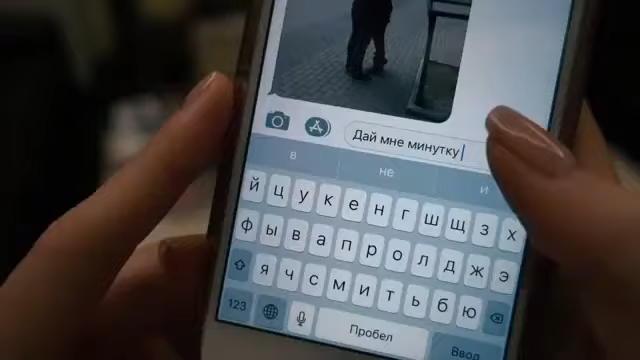 Дай мне минутку
в не и
й ц у к е н г ш щ з х
ф ы в а п р о л д ж э
я ч с м и т ь б ю
123 Пробел Ввод